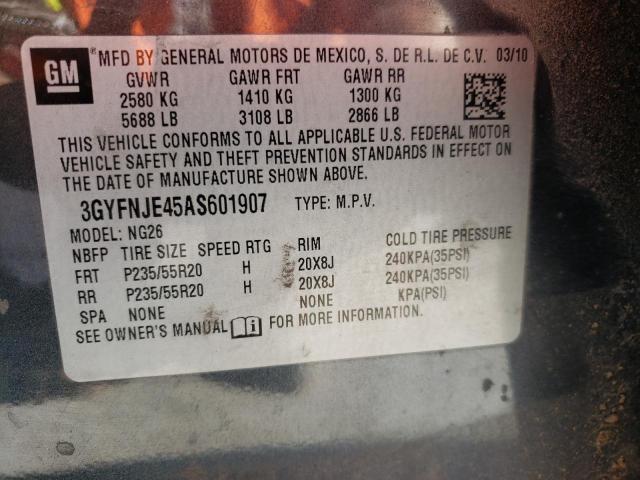 GM ® MFD BY GENERAL MOTORS DE MEXICO, S. DE R.L. DE C.V. 03/10
GVWR GAWR FRT GAWR RR
2580 KG 1410 KG 1300 KG
5688 LB 3108 LB 2866 LB
THIS VEHICLE CONFORMS TO ALL APPLICABLE U.S. FEDERAL MOTOR
VEHICLE SAFETY AND THEFT PREVENTION STANDARDS IN EFFECT ON
THE DATE OF MANUFACTURE SHOWN ABOVE.
3GYFNJE45AS601907 TYPE: M.P.V.
MODEL: NG26
NBFP TIRE SIZE SPEED RTG RIM COLD TIRE PRESSURE
FRT P235/55R20 H 20X8J 240KPA(35PSI)
RR P235/55R20 H 20X8J 240KPA(35PSI)
SPA NONE NONE KPA(PSI)
SEE OWNER'S MANUAL FOR MORE INFORMATION.